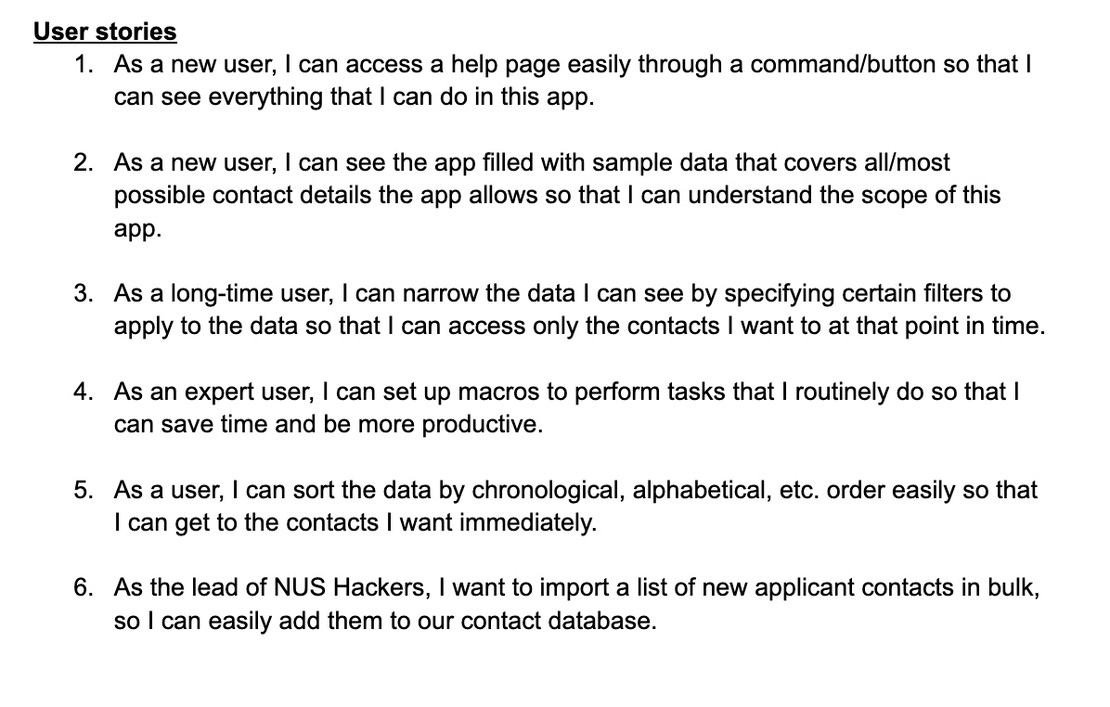 User stories
1. As a new user, I can access a help page easily through a command/button so that I
can see everything that I can do in this app.
2. As a new user, I can see the app filled with sample data that covers all/most
possible contact details the app allows so that I can understand the scope of this
app.
3. As a long-time user, I can narrow the data I can see by specifying certain filters to
apply to the data so that I can access only the contacts I want to at that point in time.
4. As an expert user, I can set up macros to perform tasks that I routinely do so that I
can save time and be more productive.
5. As a user, I can sort the data by chronological, alphabetical, etc. order easily so that
I can get to the contacts I want immediately.
6. As the lead of NUS Hackers, I want to import a list of new applicant contacts in bulk,
so I can easily add them to our contact database.